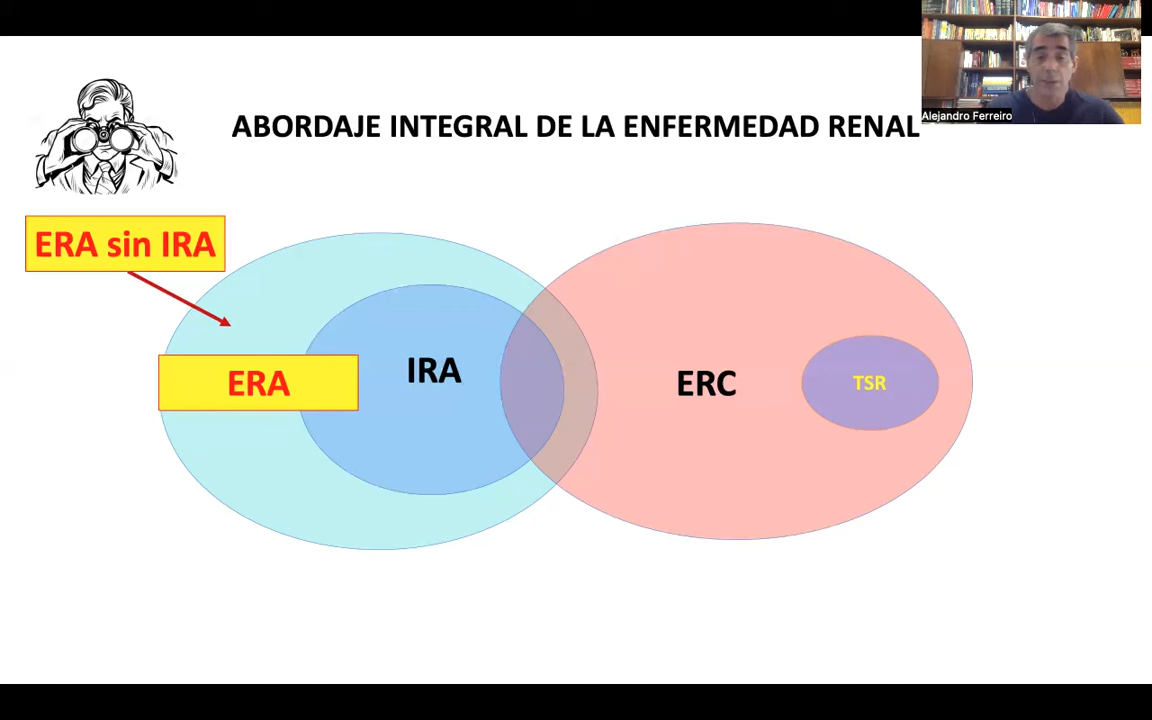 Alejandro Ferreiro
ABORDAJE INTEGRAL DE LA ENFERMEDAD RENAL
ERA sin IRA
ERA
IRA
ERC
TSR